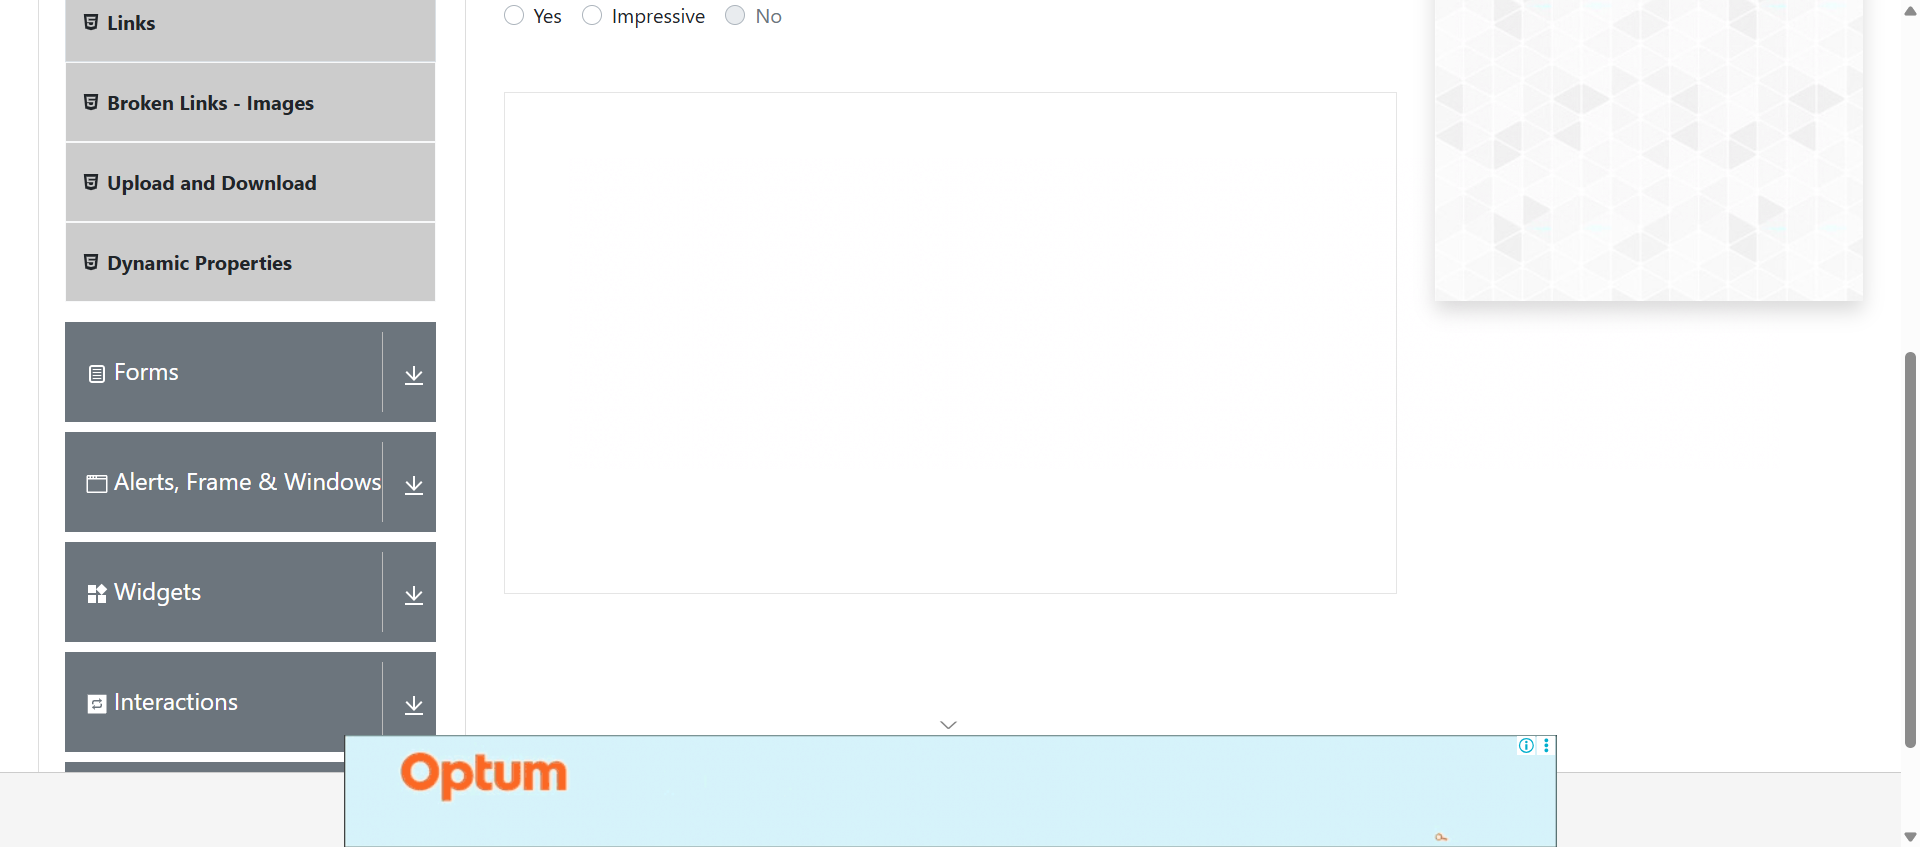 Links
Broken Links - Images
Upload and Download
Dynamic Properties
Forms
Alerts, Frame & Windows
Widgets
Interactions
Yes Impressive No
Optum